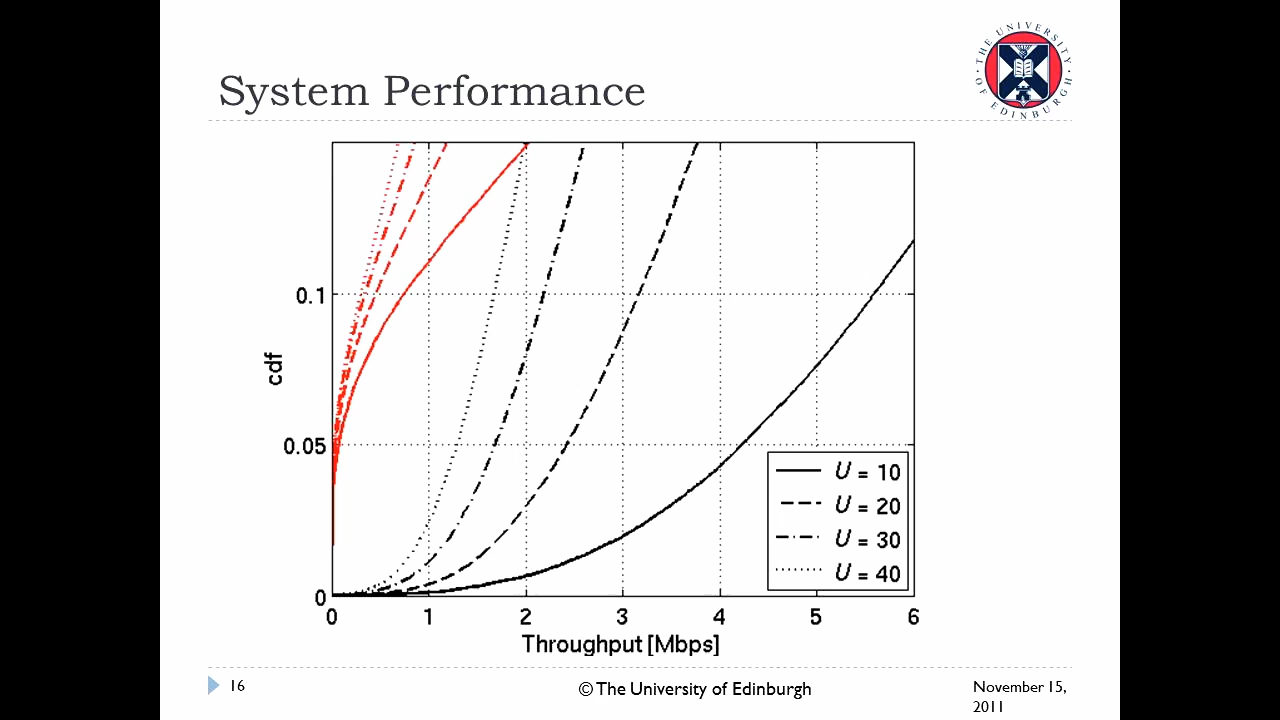 System Performance
THE UNIVERSITY OF EDINBURGH
0.1
0.05
0
cdf
0 1 2 3 4 5 6
Throughput [Mbps]
U = 10
U = 20
U = 30
U = 40
16
© The University of Edinburgh
November 15,
2011